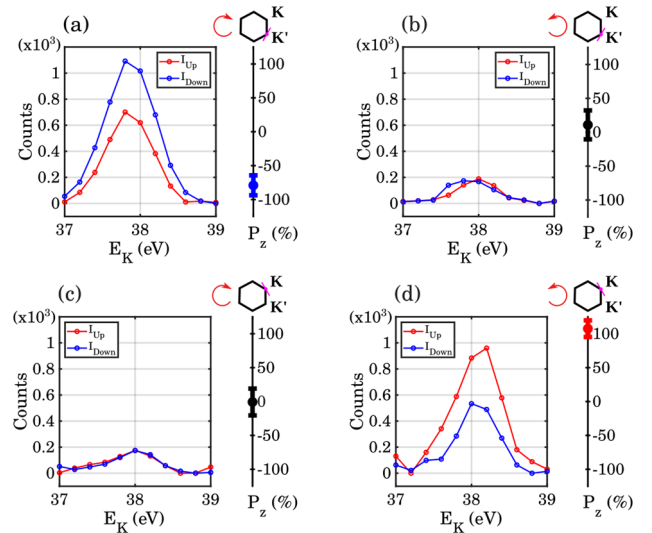 (a)
K
K'
(x10³)
I_Up
I_Down
1
0.8
0.6
0.4
0.2
0
Counts
37
38
39
E_K (eV)
100
50
0
-50
-100
P_z (%)
(b)
K
K'
(x10³)
I_Up
I_Down
1
0.8
0.6
0.4
0.2
0
Counts
37
38
39
E_K (eV)
100
50
0
-50
-100
P_z (%)
(c)
K
K'
(x10³)
I_Up
I_Down
1
0.8
0.6
0.4
0.2
0
Counts
37
38
39
E_K (eV)
100
50
0
-50
-100
P_z (%)
(d)
K
K'
(x10³)
I_Up
I_Down
1
0.8
0.6
0.4
0.2
0
Counts
37
38
39
E_K (eV)
100
50
0
-50
-100
P_z (%)